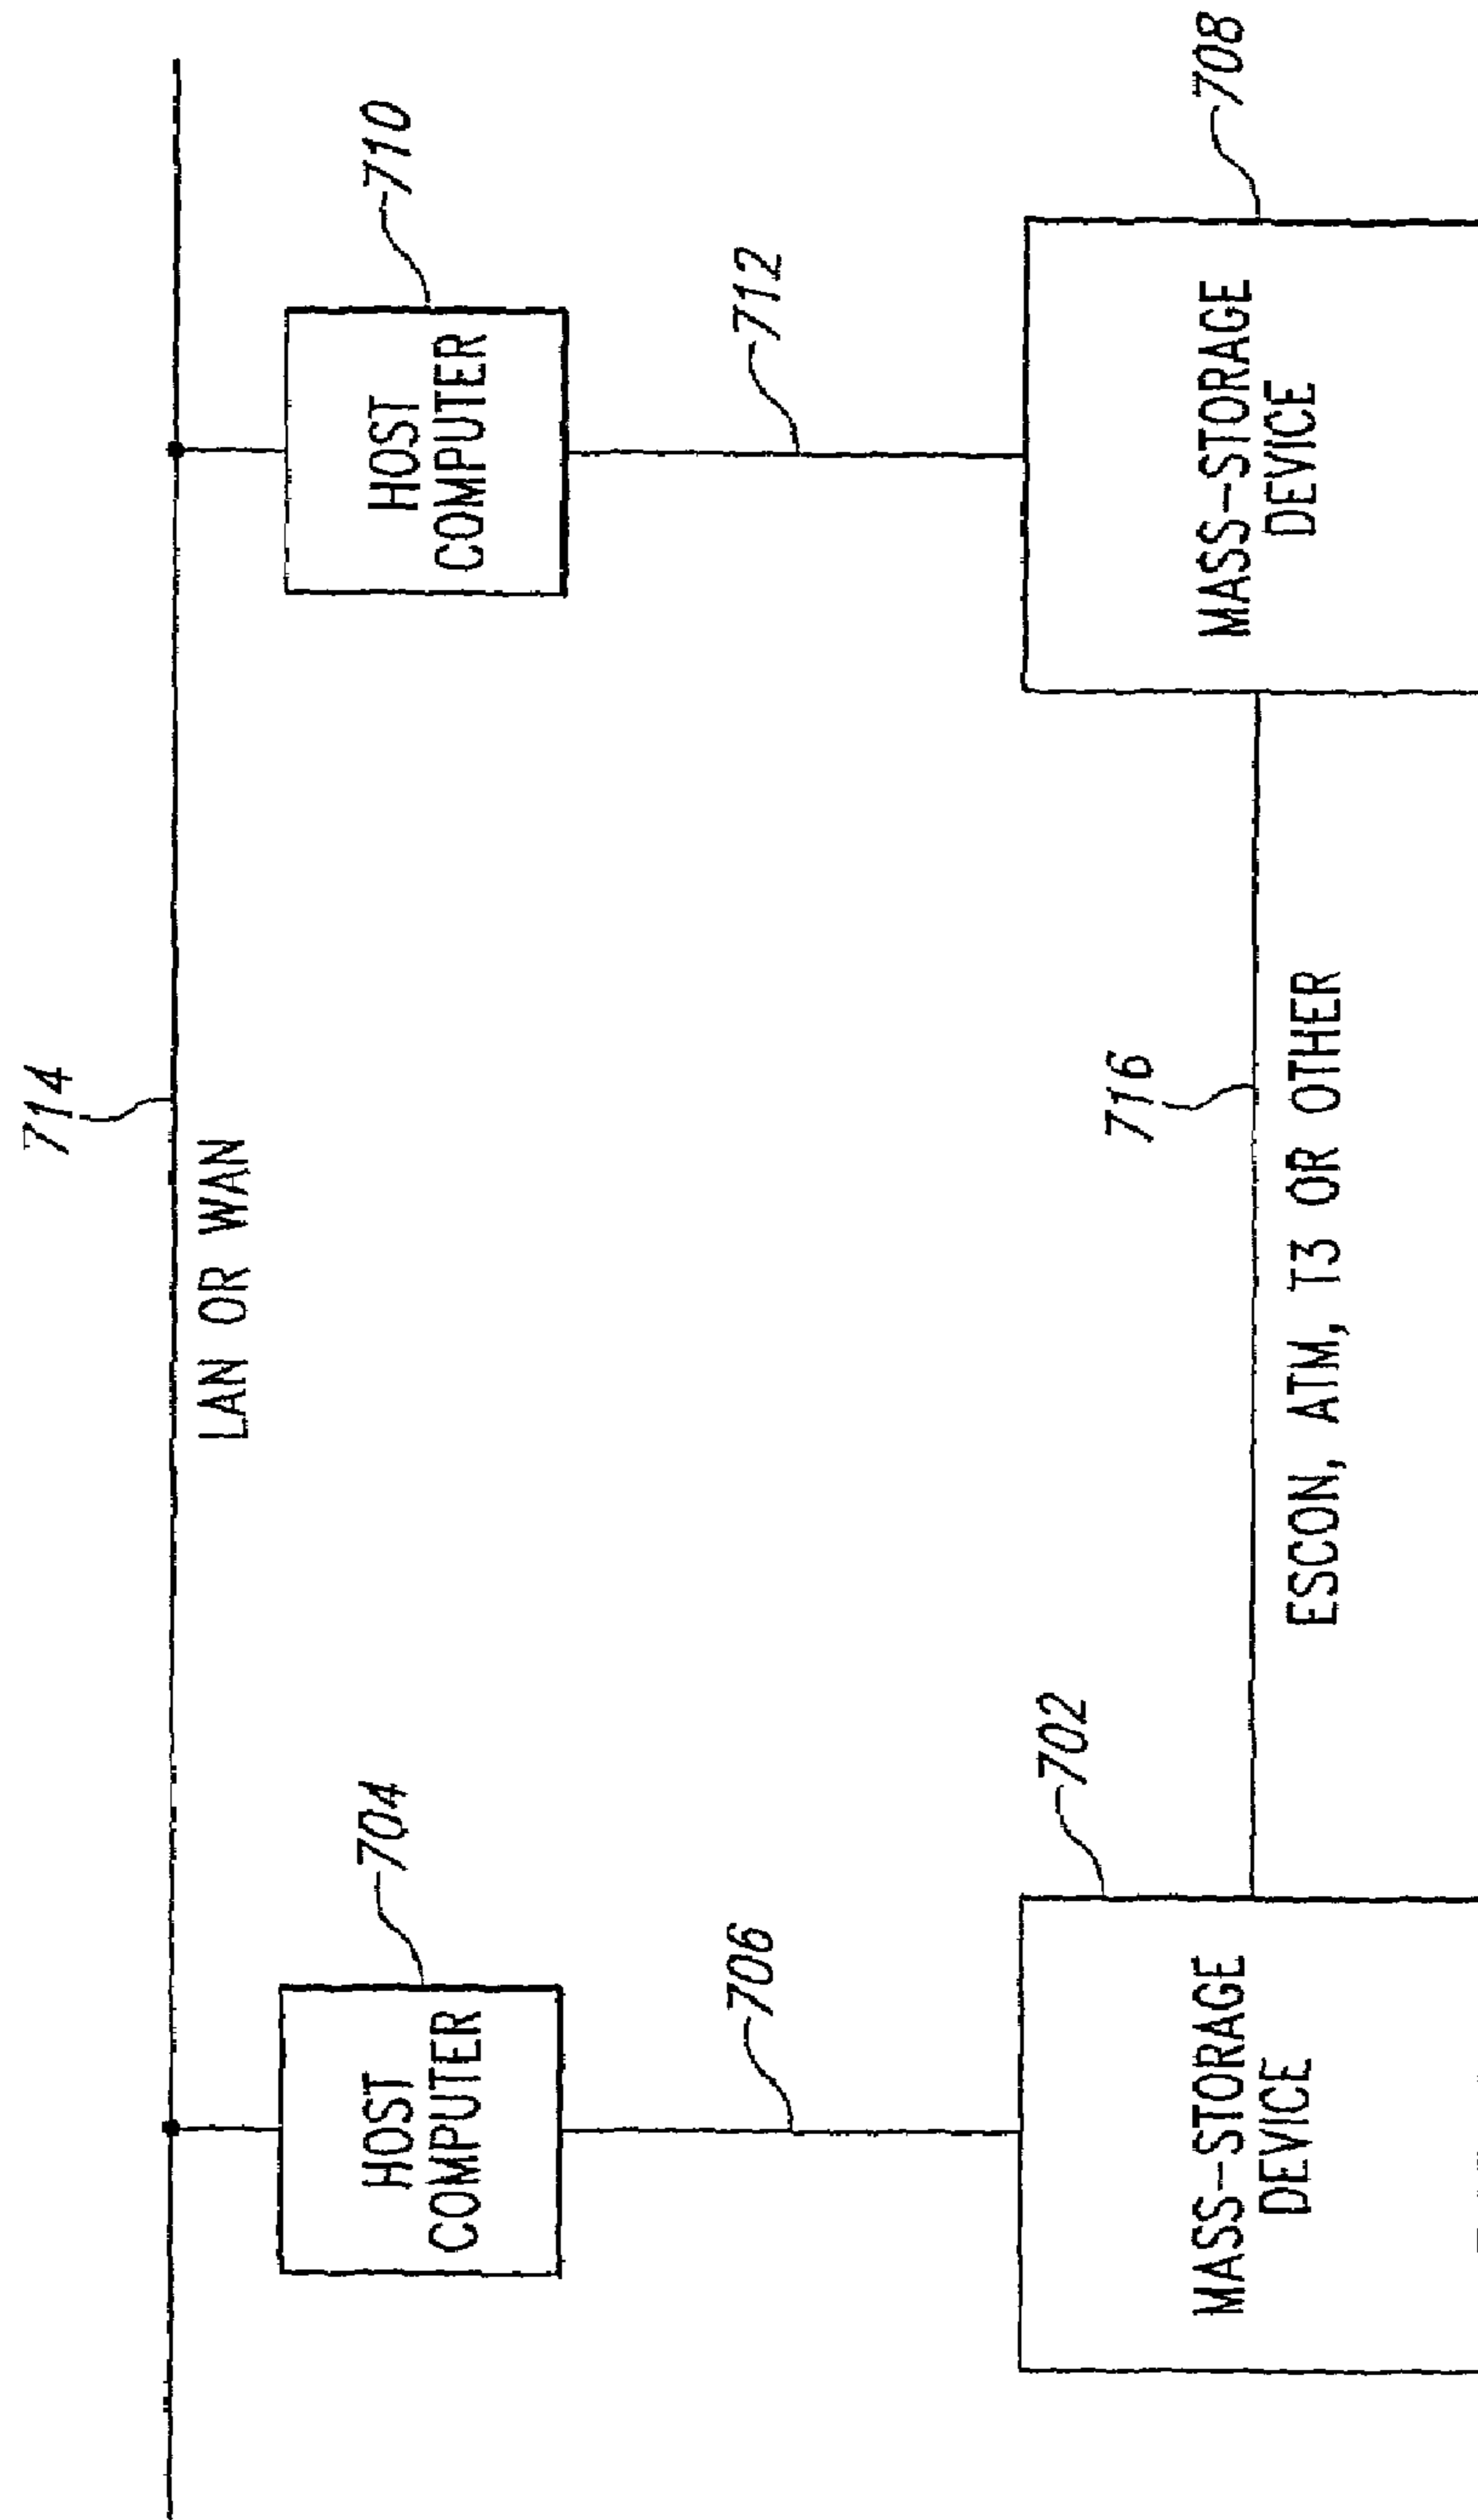 714
LAN OR WAN
704
710
HOST
COMPUTER
HOST
COMPUTER
706
712
702
708
716
MASS-STORAGE
DEVICE
ESCON, ATM, T3 OR OTHER
MASS-STORAGE
DEVICE